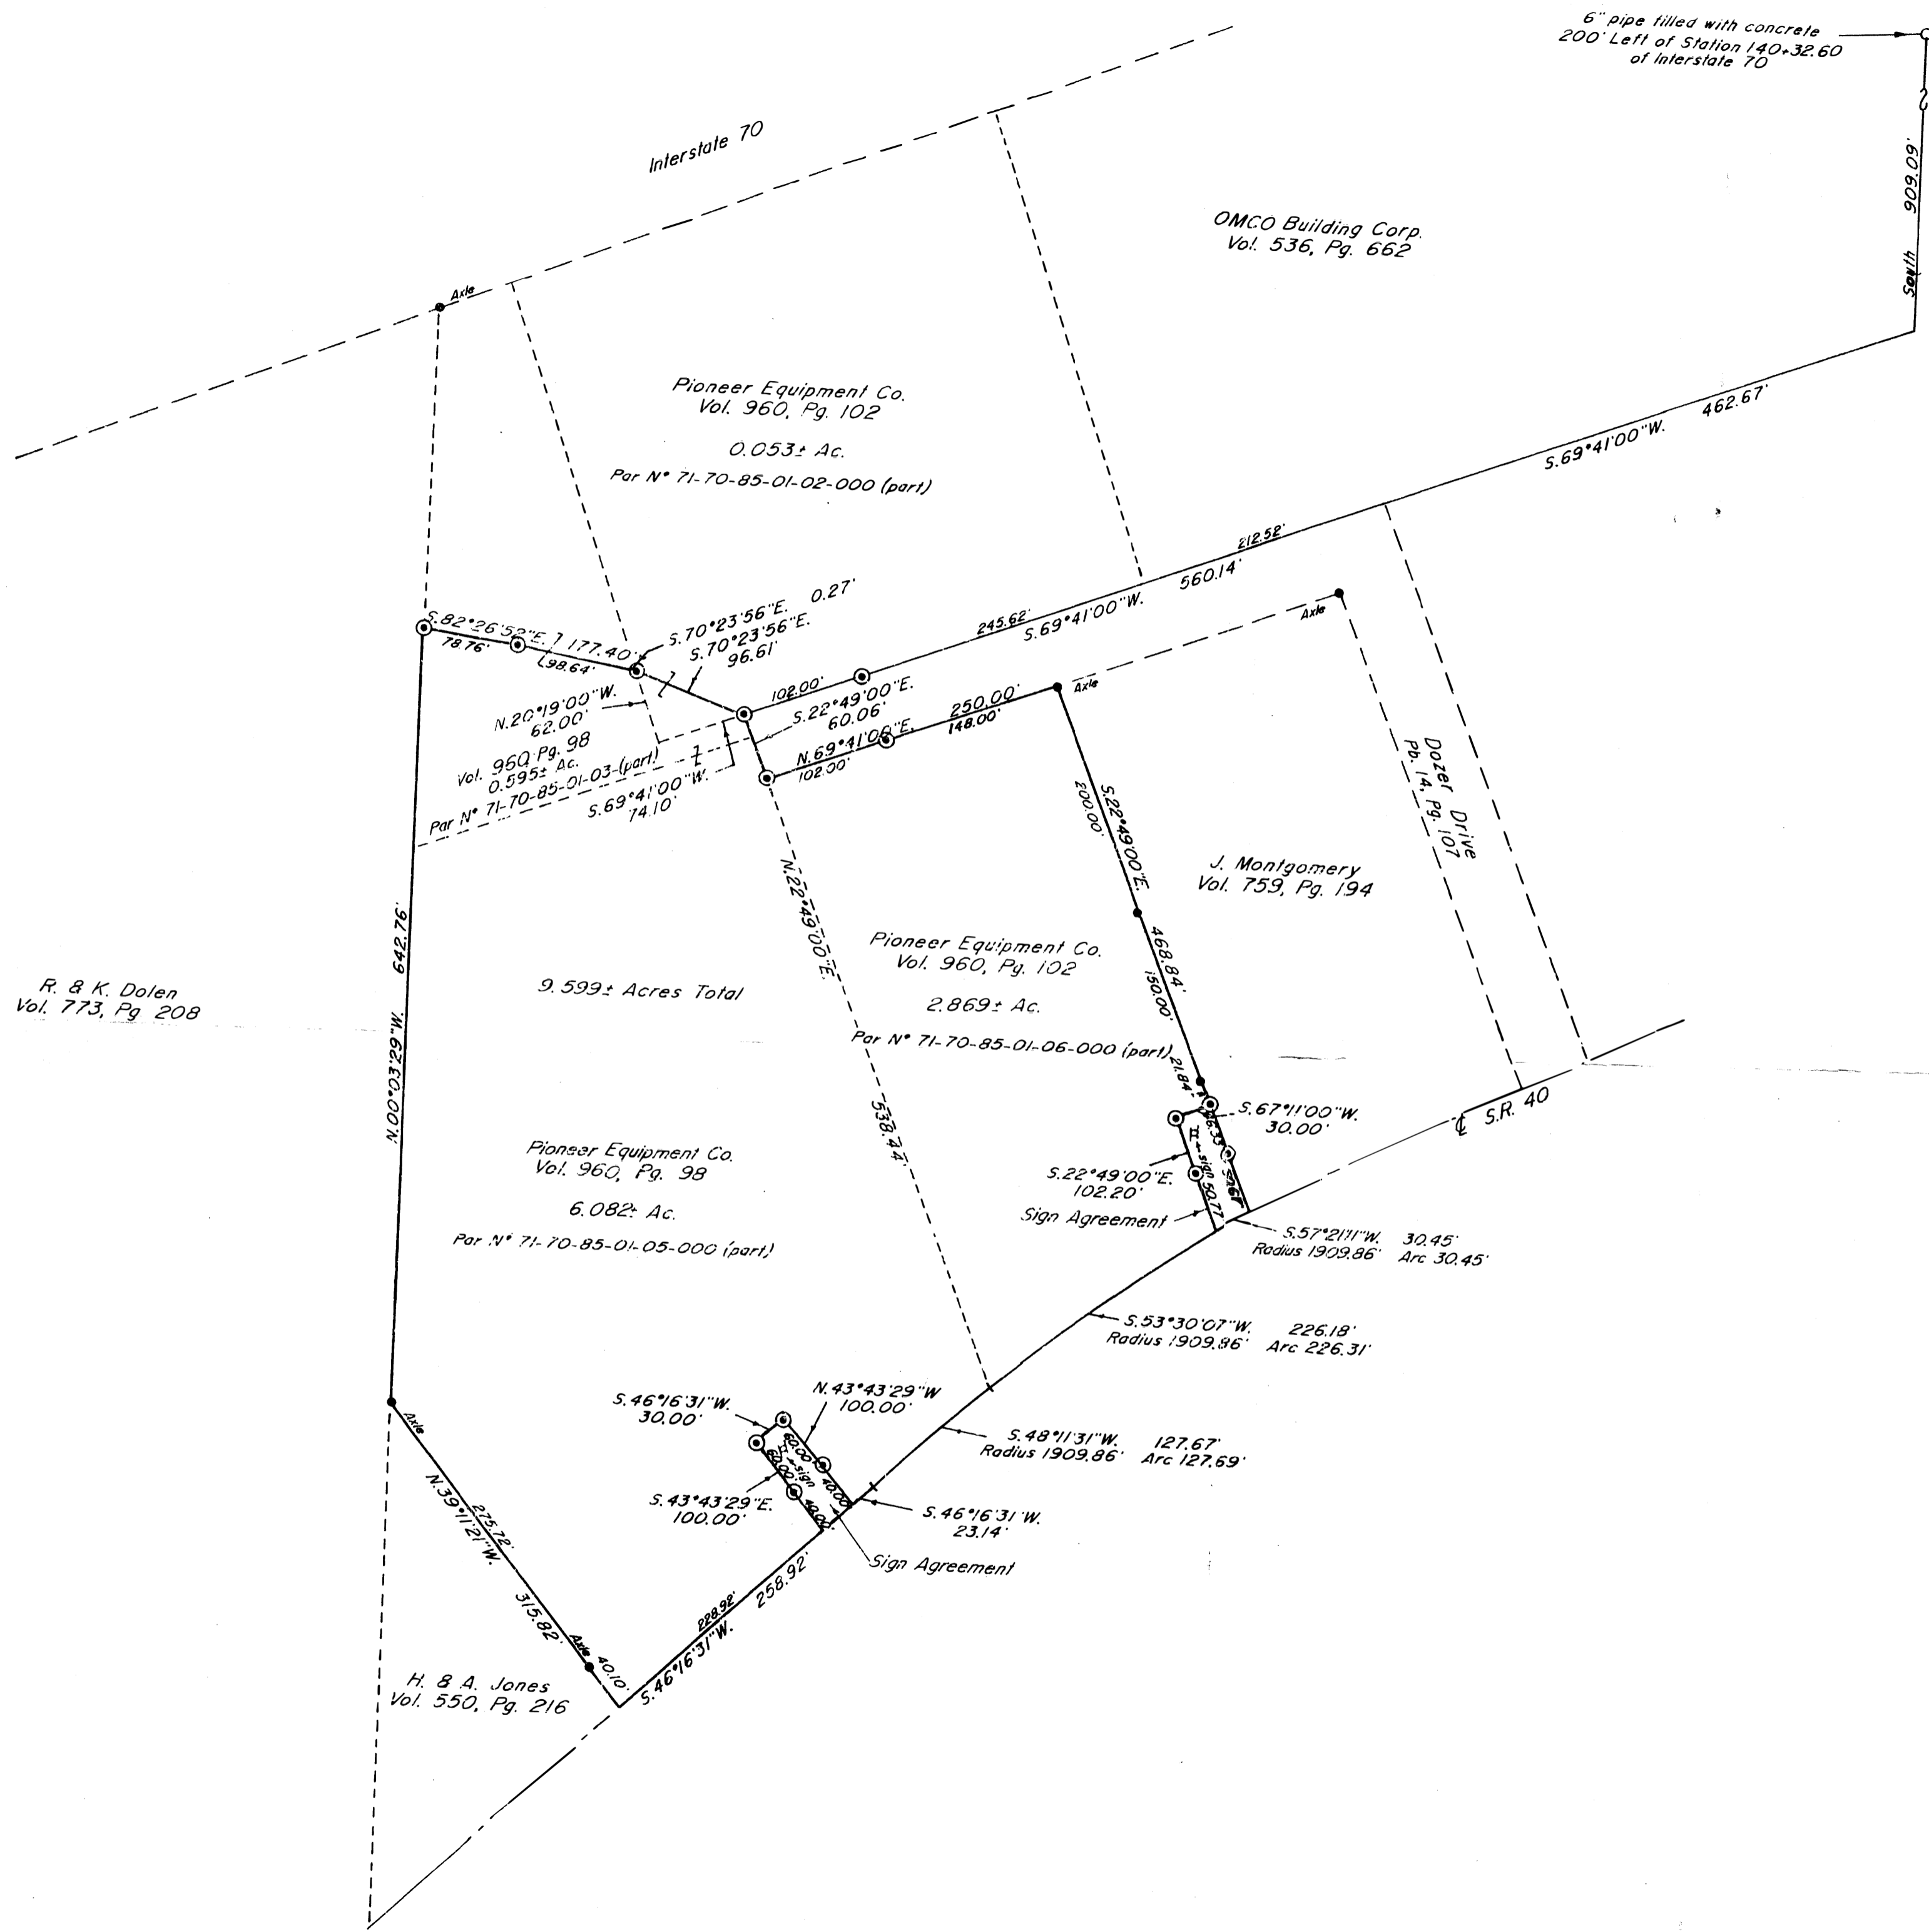 6" pipe filled with concrete
200' Left of Station 140+32.60
of Interstate 70
909.09'
South
Interstate 70
OMCO Building Corp.
Vol. 536, Pg. 662
Axle
Pioneer Equipment Co.
Vol. 960, Pg. 102
0.053± Ac.
Par Nº 71-70-85-01-02-000 (part)
462.67'
S.69°41'00"W.
212.52'
560.14'
245.62'
S.69°41'00"W.
Axle
S.82°26'52"E.
177.40'
78.76'
98.64'
S.70°23'56"E. 0.27'
S.70°23'56"E.
96.61'
N.20°19'00"W.
62.00'
102.00'
S.22°49'00"E.
60.06'
250.00'
148.00'
Axle
N.69°41'00"E.
102.00'
Vol. 960, Pg. 98
0.595± Ac.
Par Nº 71-70-85-01-03-(part)
S.69°41'00"W.
74.10'
Dozer Drive
Pb. 14, Pg. 107
S.22°49'00"E.
200.00'
J. Montgomery
Vol. 759, Pg. 194
N.22°49'00"E.
538.44'
468.84'
150.00'
Pioneer Equipment Co.
Vol. 960, Pg. 102
2.869± Ac.
Par Nº 71-70-85-01-06-000 (part)
R. & K. Dolen
Vol. 773, Pg 208
N.00°03'29"W. 642.76'
9.599± Acres Total
21.84'
S.67°11'00"W.
30.00'
℄ S.R. 40
sign
50.77
S.22°49'00"E.
102.20'
Sign Agreement
S.57°21'11"W. 30.45'
Radius 1909.86' Arc 30.45'
Pioneer Equipment Co.
Vol. 960, Pg. 98
6.082± Ac.
Par Nº 71-70-85-01-05-000 (part)
S.53°30'07"W. 226.18'
Radius 1909.86' Arc 226.31'
S.46°16'31"W.
30.00'
N.43°43'29"W
100.00'
S.48°11'31"W. 127.67'
Radius 1909.86' Arc 127.69'
Axle
60.00'
sign
60.00'
40.00'
40.00'
S.43°43'29"E.
100.00'
S.46°16'31"W.
23.14'
Sign Agreement
275.72'
N.39°11'21"W.
315.82'
Axle
40.10'
228.92'
258.92'
S.46°16'31"W.
H. & A. Jones
Vol. 550, Pg. 216